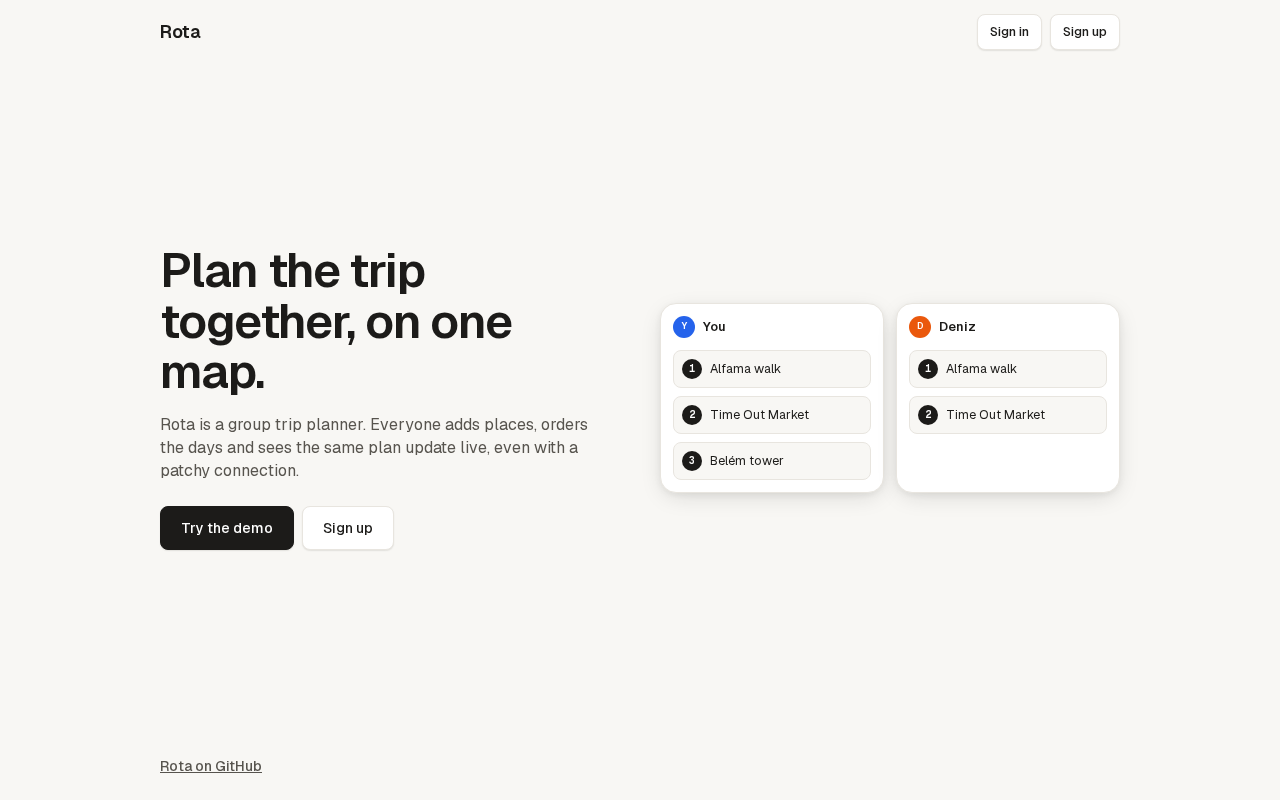 Rota
Sign in
Sign up
Plan the trip
together, on one
map.
Rota is a group trip planner. Everyone adds places, orders
the days and sees the same plan update live, even with a
patchy connection.
Try the demo
Sign up
Y
You
1
Alfama walk
2
Time Out Market
3
Belém tower
D
Deniz
1
Alfama walk
2
Time Out Market
Rota on GitHub